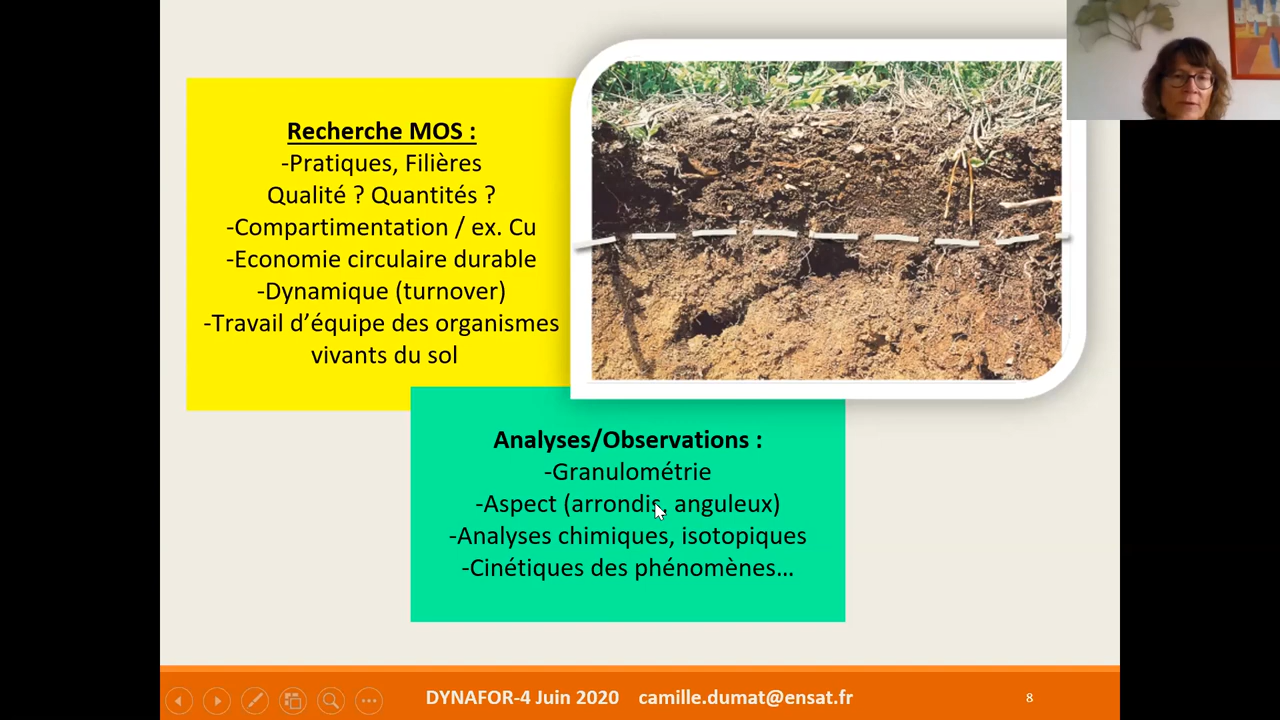 Recherche MOS :
-Pratiques, Filières
Qualité ? Quantités ?
-Compartimentation / ex. Cu
-Economie circulaire durable
-Dynamique (turnover)
-Travail d’équipe des organismes
vivants du sol
Analyses/Observations :
-Granulométrie
-Aspect (arrondis, anguleux)
-Analyses chimiques, isotopiques
-Cinétiques des phénomènes…
DYNAFOR-4 Juin 2020 camille.dumat@ensat.fr
8